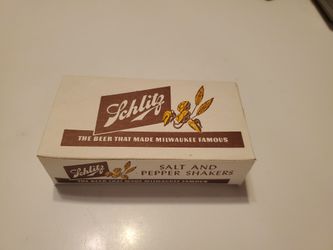 Schlitz
THE BEER THAT MADE MILWAUKEE FAMOUS
Schlitz
SALT AND
PEPPER SHAKERS
THE BEER THAT MADE MILWAUKEE FAMOUS